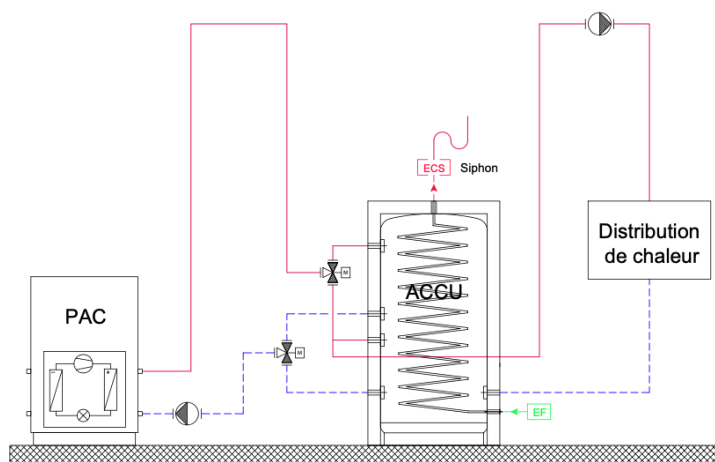 ECS
Siphon
Distribution
de chaleur
M
ACCU
PAC
M
EF